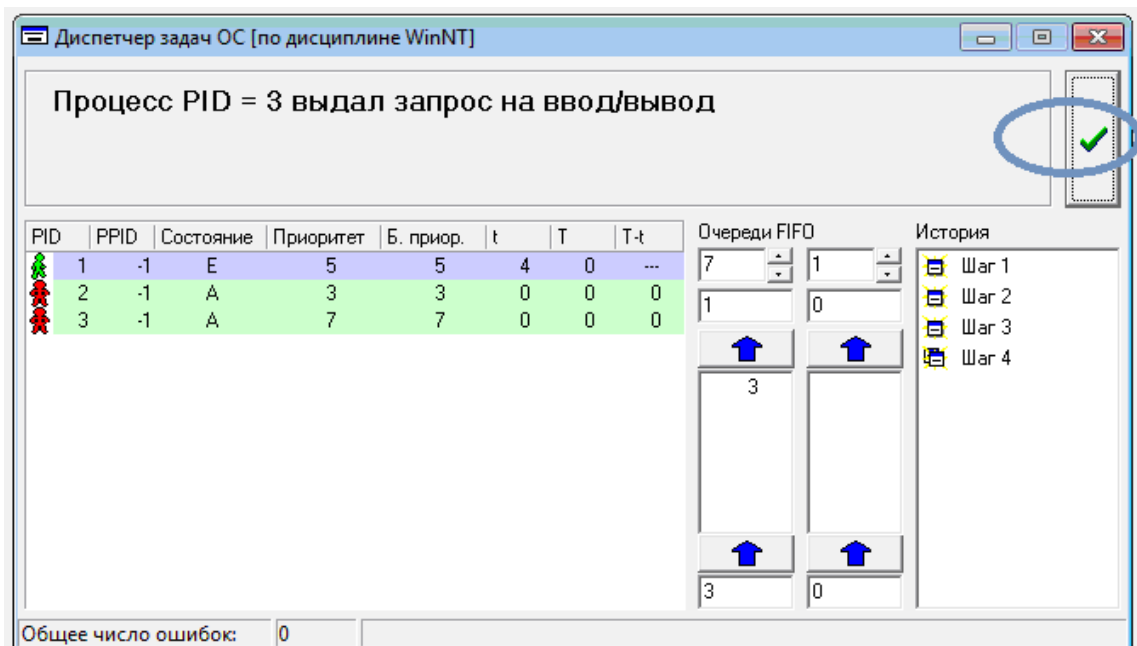 Диспетчер задач ОС [по дисциплине WinNT]
Процесс PID = 3 выдал запрос на ввод/вывод
PID PPID Состояние Приоритет Б. приор. t T T-t
1 -1 E 5 5 4 0 ---
2 -1 A 3 3 0 0 0
3 -1 A 7 7 0 0 0
Очереди FIFO
7 1
1 0
3
3 0
История
Шаг 1
Шаг 2
Шаг 3
Шаг 4
Общее число ошибок: 0